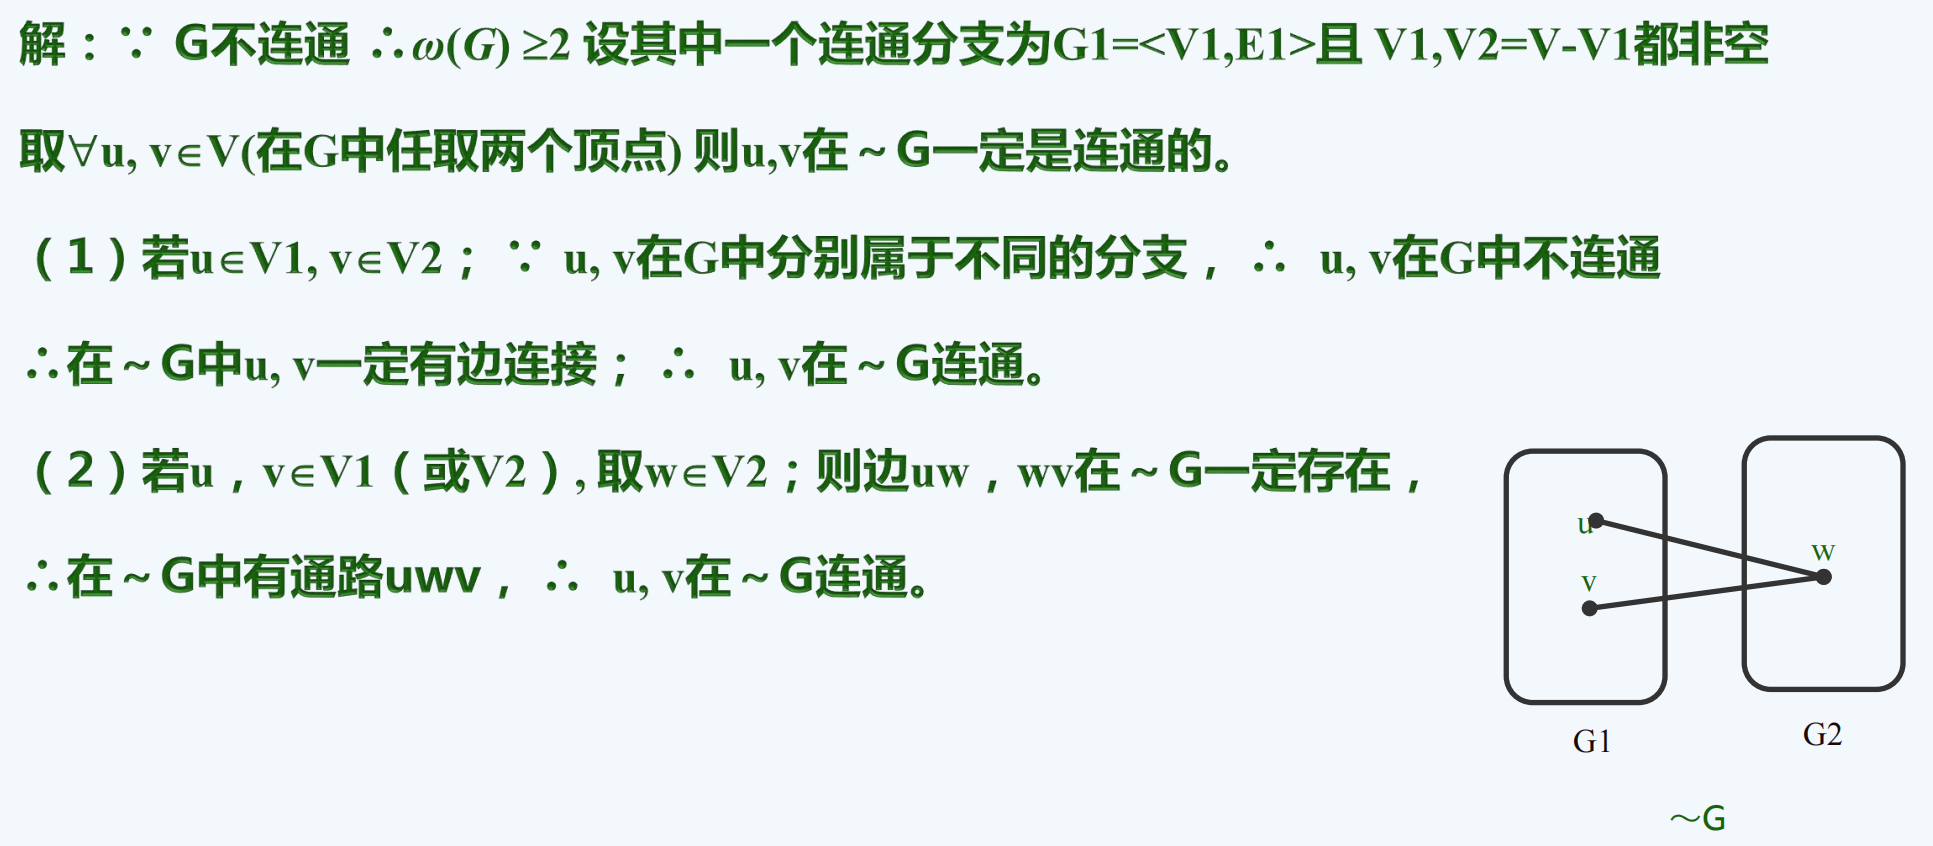 解：∵ G不连通 ∴ω(G) ≥2 设其中一个连通分支为G1=<V1,E1>且 V1,V2=V-V1都非空
取∀u, v∈V(在G中任取两个顶点) 则u,v在～G一定是连通的。
（1）若u∈V1, v∈V2； ∵ u, v在G中分别属于不同的分支， ∴ u, v在G中不连通
∴在～G中u, v一定有边连接； ∴ u, v在～G连通。
（2）若u，v∈V1（或V2）, 取w∈V2；则边uw，wv在～G一定存在，
∴在～G中有通路uwv， ∴ u, v在～G连通。
u
w
v
G1
G2
～G